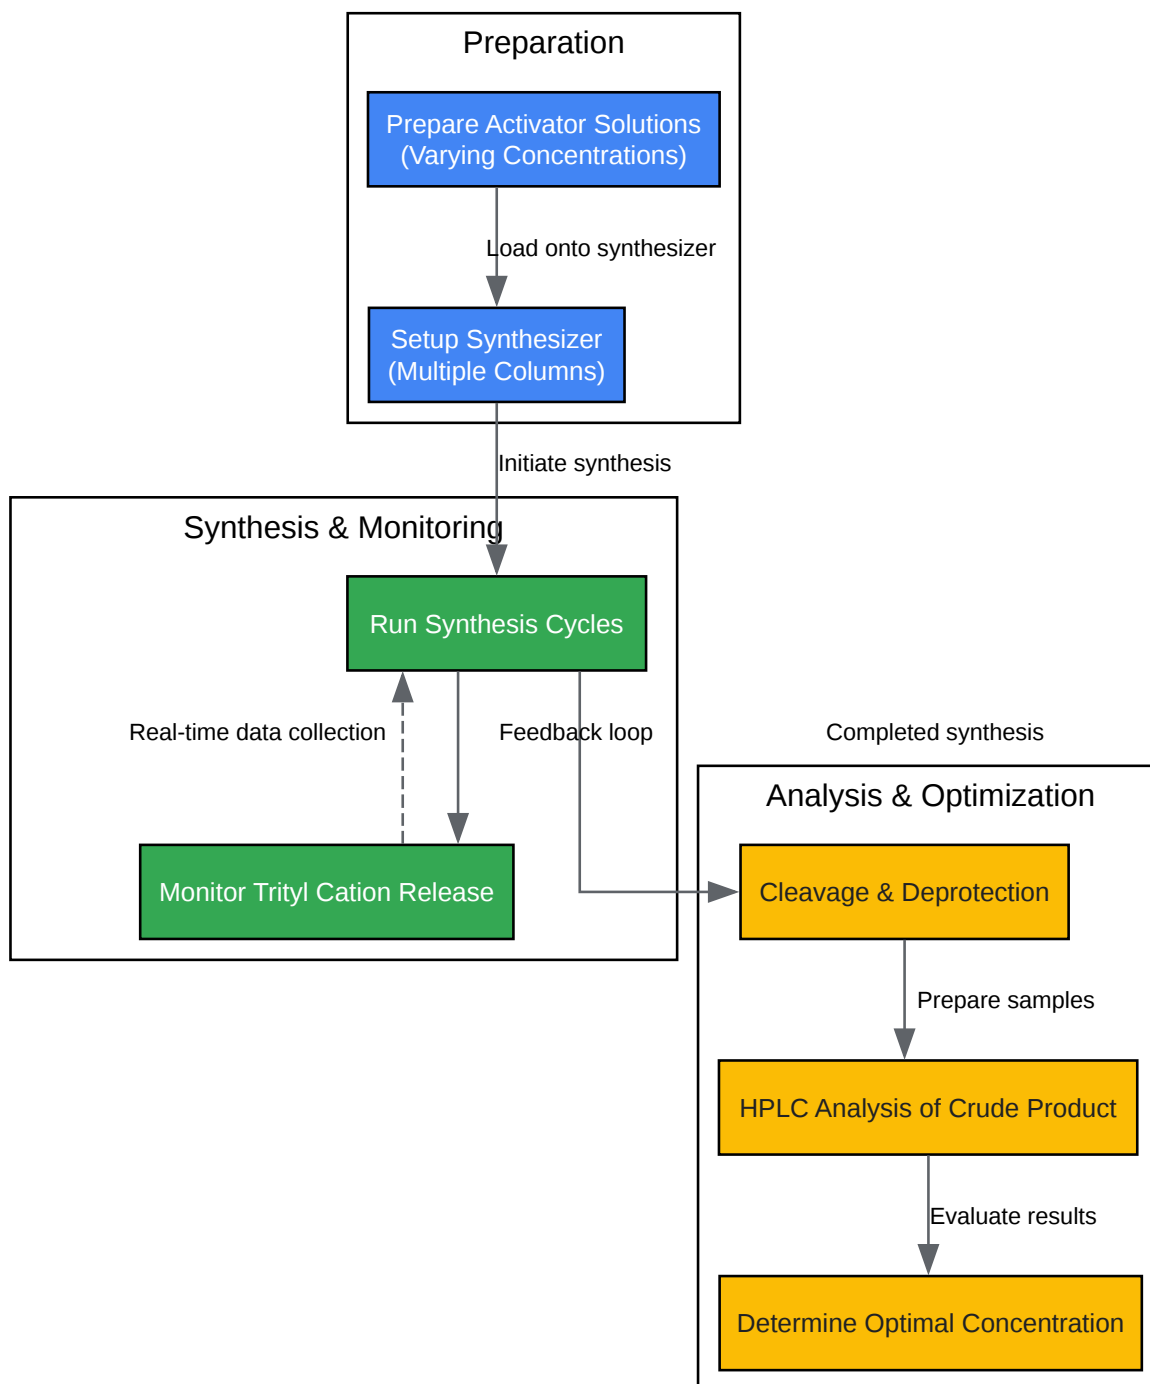 Preparation
Prepare Activator Solutions
(Varying Concentrations)
Load onto synthesizer
Setup Synthesizer
(Multiple Columns)
Initiate synthesis
Synthesis & Monitoring
Run Synthesis Cycles
Real-time data collection
Feedback loop
Completed synthesis
Analysis & Optimization
Monitor Trityl Cation Release
Cleavage & Deprotection
Prepare samples
HPLC Analysis of Crude Product
Evaluate results
Determine Optimal Concentration